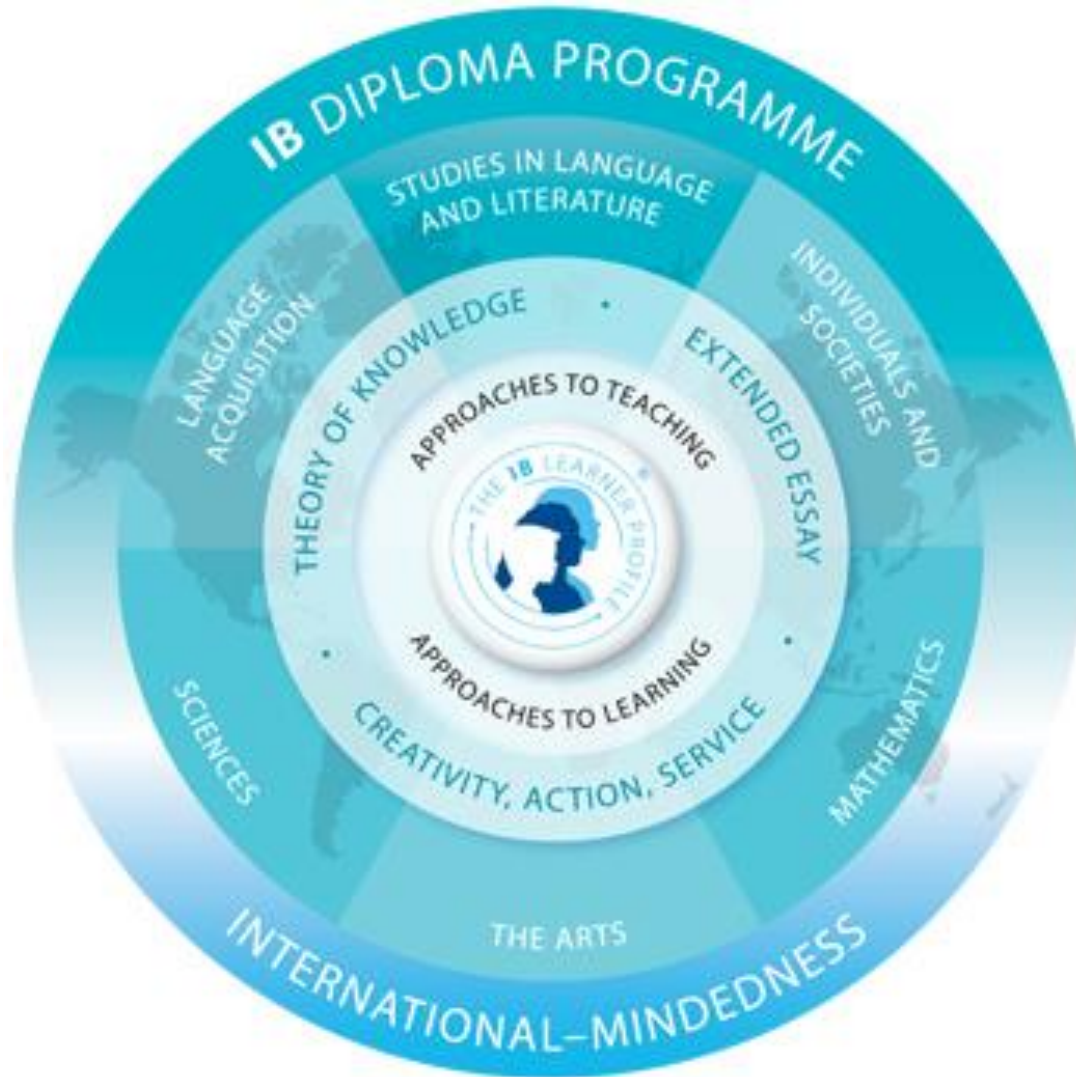 IB DIPLOMA PROGRAMME
STUDIES IN LANGUAGE
AND LITERATURE
LANGUAGE
ACQUISITION
INDIVIDUALS AND
SOCIETIES
THEORY OF KNOWLEDGE
EXTENDED ESSAY
APPROACHES TO TEACHING
THE IB LEARNER PROFILE
®
APPROACHES TO LEARNING
CREATIVITY, ACTION, SERVICE
SCIENCES
MATHEMATICS
THE ARTS
INTERNATIONAL–MINDEDNESS